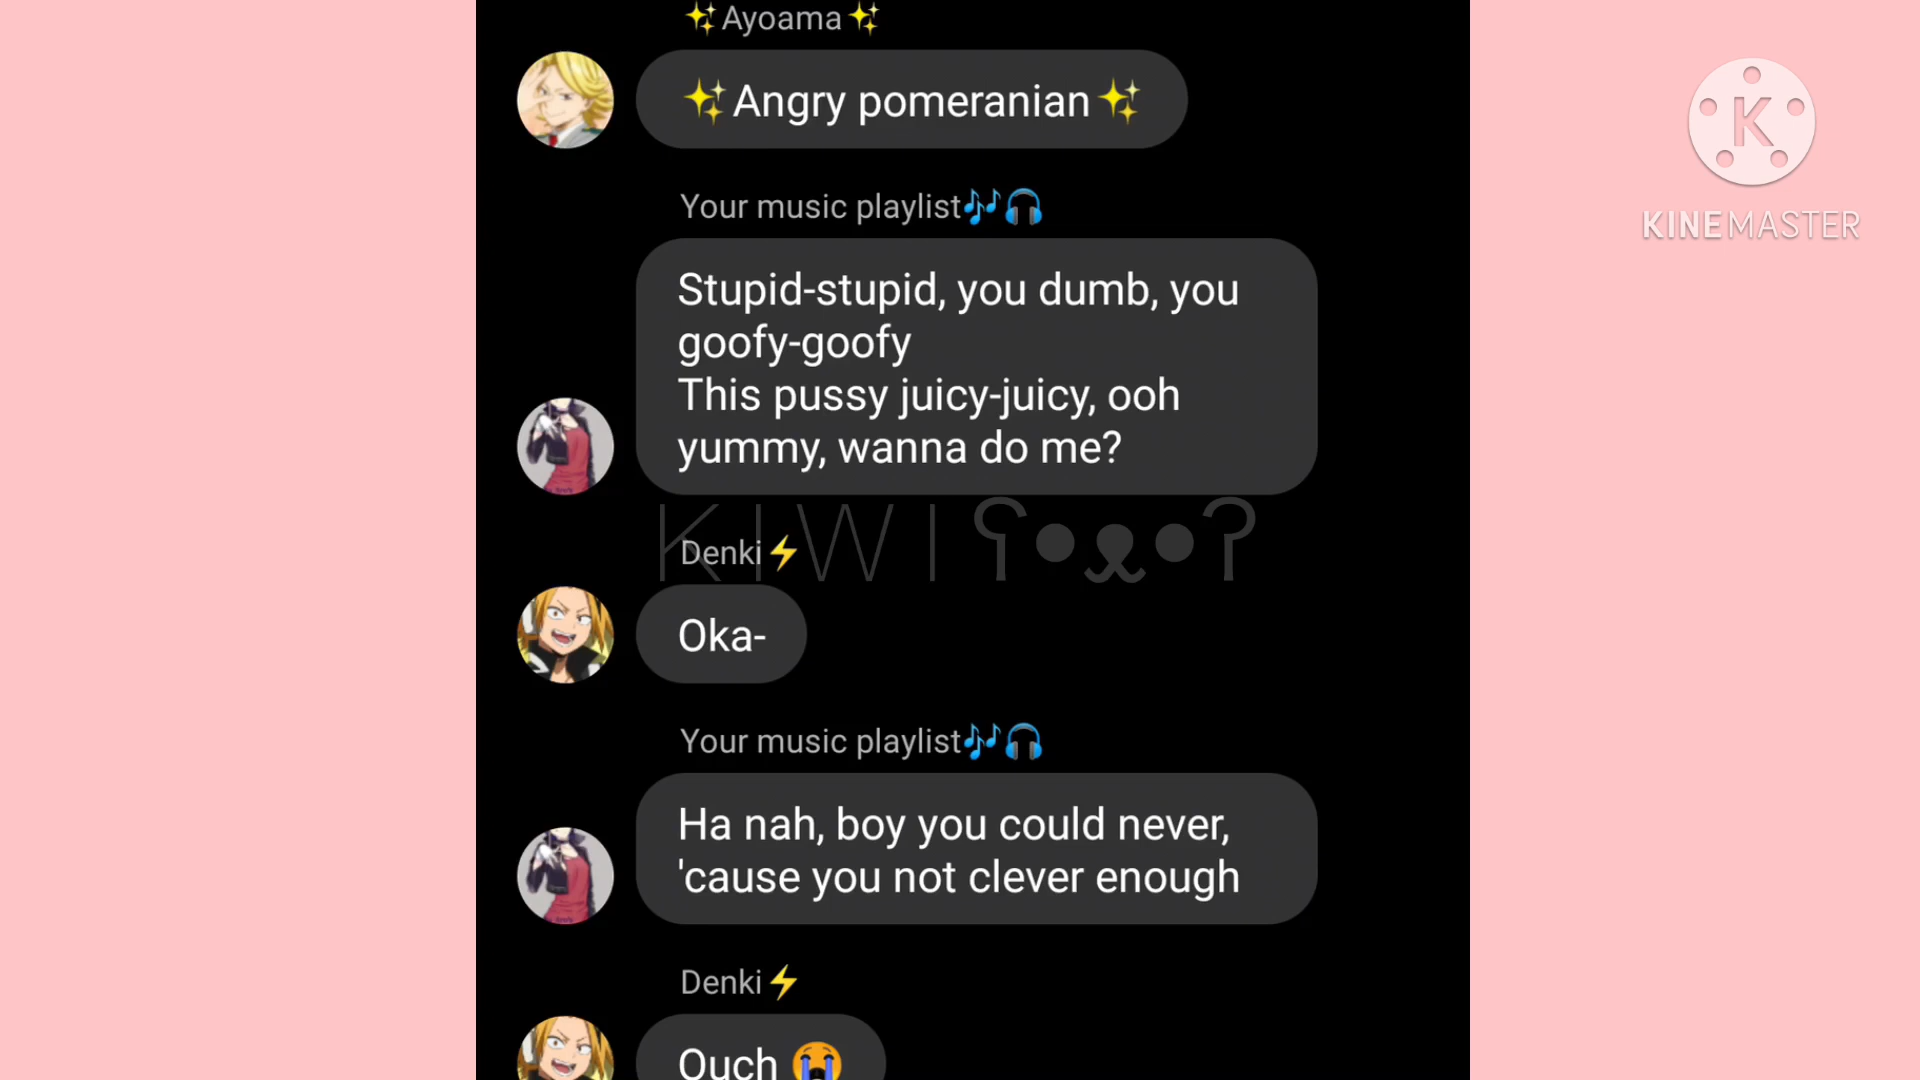 ✨Ayoama✨
✨Angry pomeranian✨
Your music playlist🎶🎧
Stupid-stupid, you dumb, you
goofy-goofy
This pussy juicy-juicy, ooh
yummy, wanna do me?
KIWIʕ•ᴥ•ʔ
Denki⚡
Oka-
Your music playlist🎶🎧
Ha nah, boy you could never,
'cause you not clever enough
Denki⚡
Ouch 😭
K
KINEMASTER